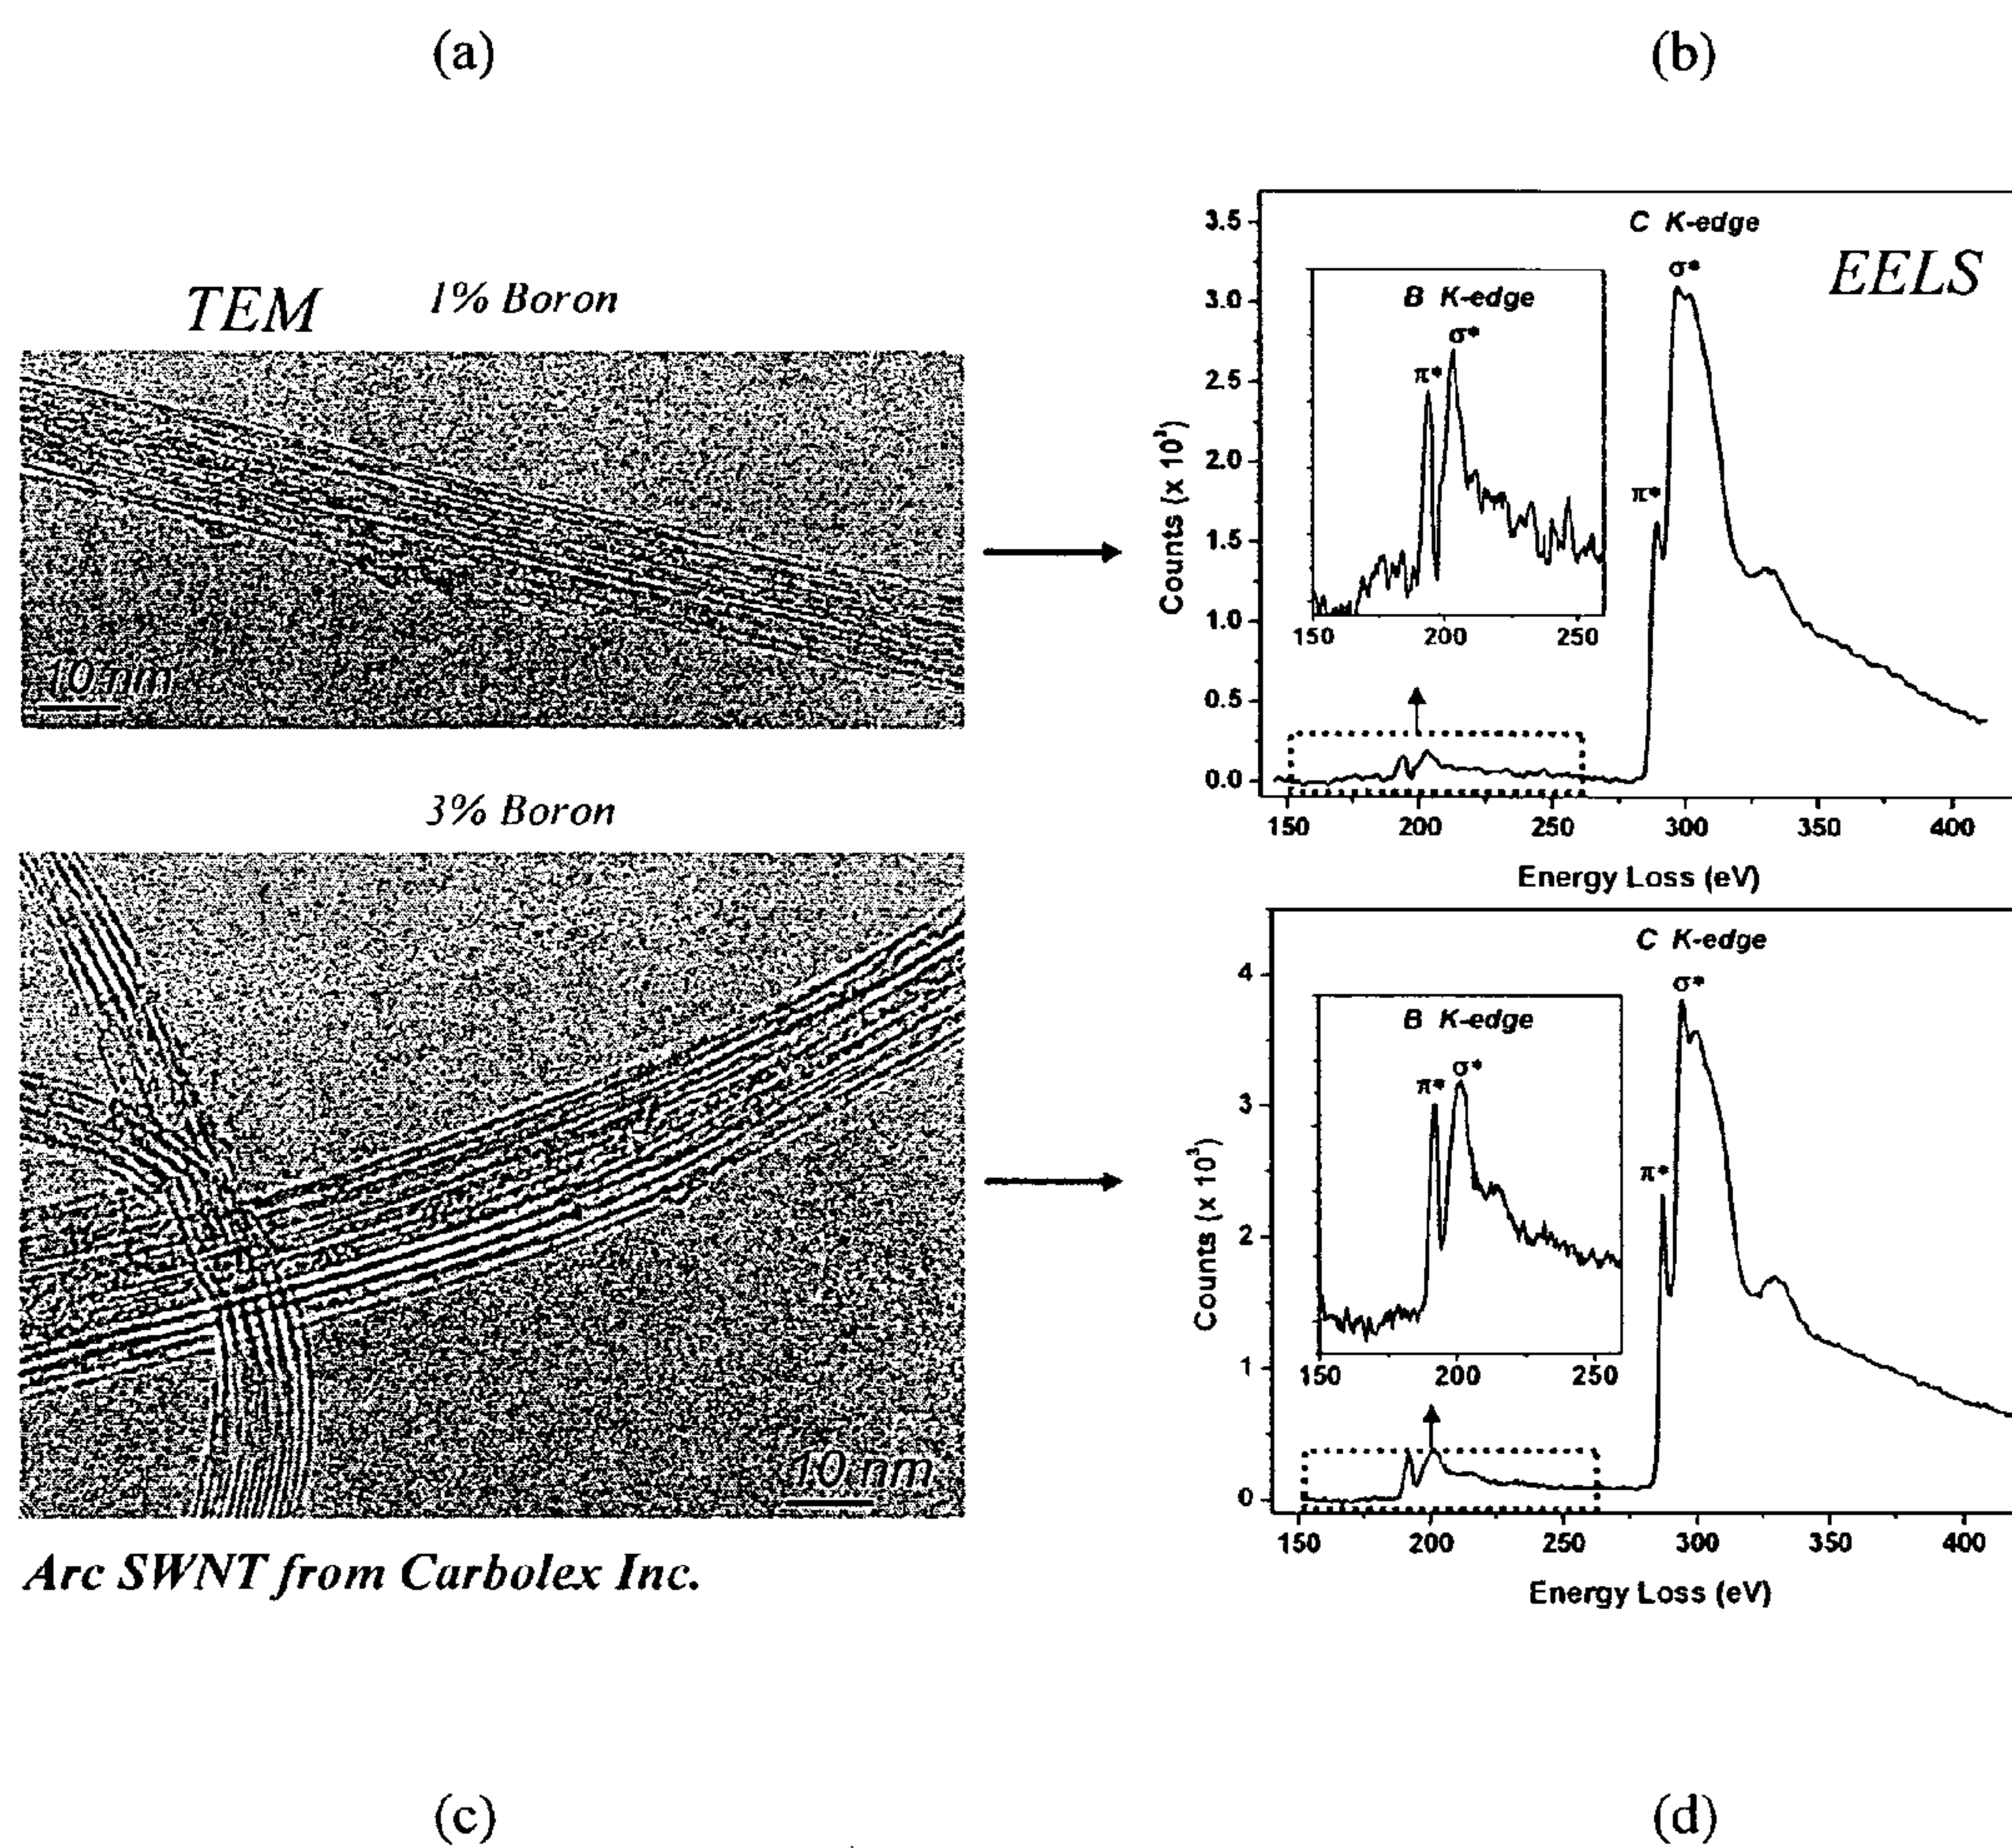 (a)
(b)
TEM
1% Boron
10 nm
3.5
3.0
2.5
2.0
1.5
1.0
0.5
0.0
Counts (x 10³)
C K-edge
σ*
EELS
π*
B K-edge
σ*
π*
150 200 250
150 200 250 300 350 400
Energy Loss (eV)
3% Boron
10 nm
Arc SWNT from Carbolex Inc.
4
3
2
1
0
Counts (x 10³)
C K-edge
σ*
π*
B K-edge
π* σ*
150 200 250
150 200 250 300 350 400
Energy Loss (eV)
(c)
(d)